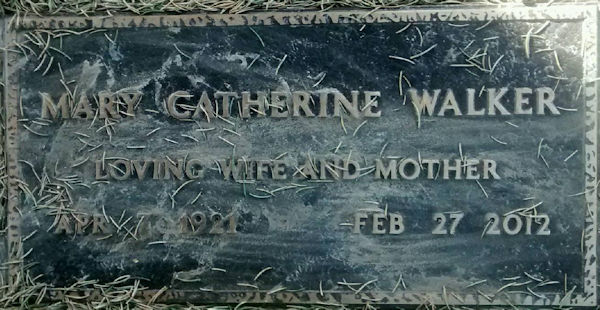 MARY CATHERINE WALKER
LOVING WIFE AND MOTHER
APR 1921 FEB 27 2012